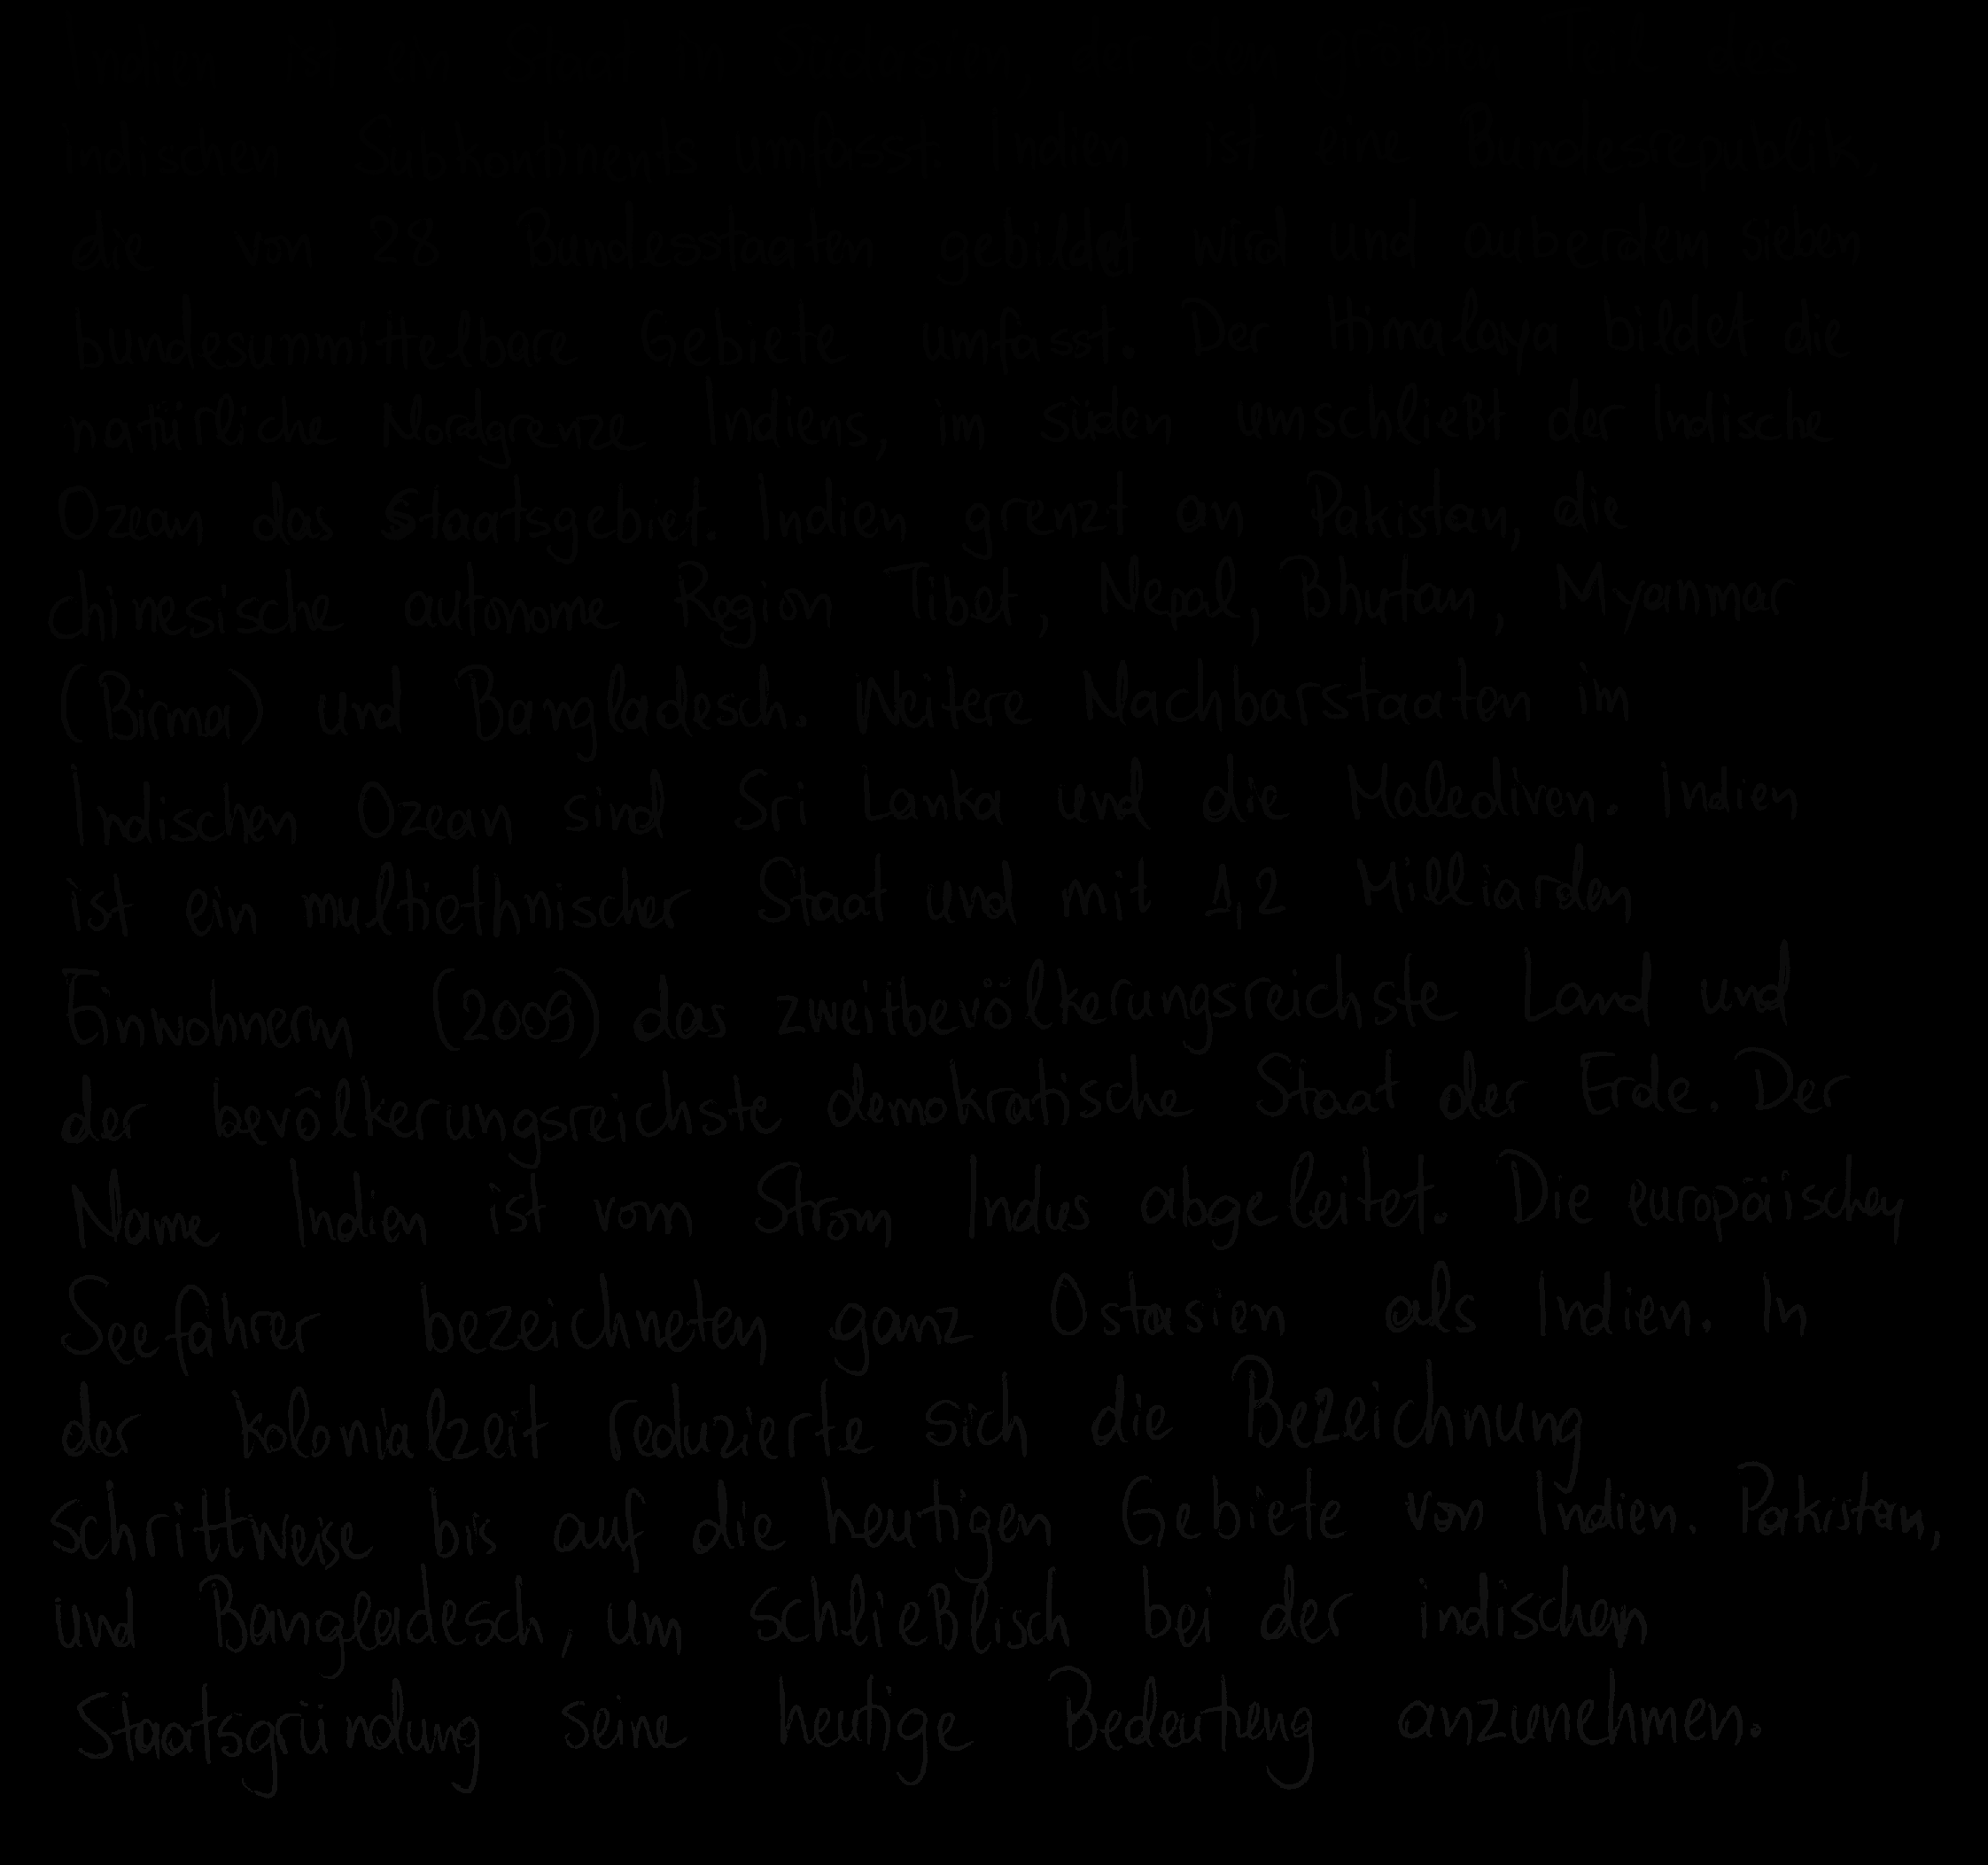 Indien ist ein Staat in Südasien, der den größten Teil des
indischen Subkontinents umfasst. Indien ist eine Bundesrepublik,
die von 28 Bundesstaaten gebildet wird und außerdem sieben
bundesunmittelbare Gebiete umfasst. Der Himalaya bildet die
natürliche Nordgrenze Indiens, im süden umschließt der Indische
Ozean das Staatsgebiet. Indien grenzt an Pakistan, die
chinesische autonome Region Tibet, Nepal, Bhutan, Myanmar
(Birma) und Bangladesch. Weitere Nachbarstaaten im
Indischen Ozean sind Sri Lanka und die Malediven. Indien
ist ein multiethnischer Staat und mit 1,2 Milliarden
Einwohnern (2009) das zweitbevölkerungsreichste Land und
der bevölkerungsreichste demokratische Staat der Erde. Der
Name Indien ist vom Strom Indus abgeleitet. Die europäischen
Seefahrer bezeichneten ganz Ostasien als Indien. In
der Kolonialzeit reduzierte sich die Bezeichnung
schrittweise bis auf die heutigen Gebiete von Indien. Pakistan,
und Bangladesch, um schließlisch bei der indischen
Staatsgründung seine heutige Bedeutung anzunehmen.